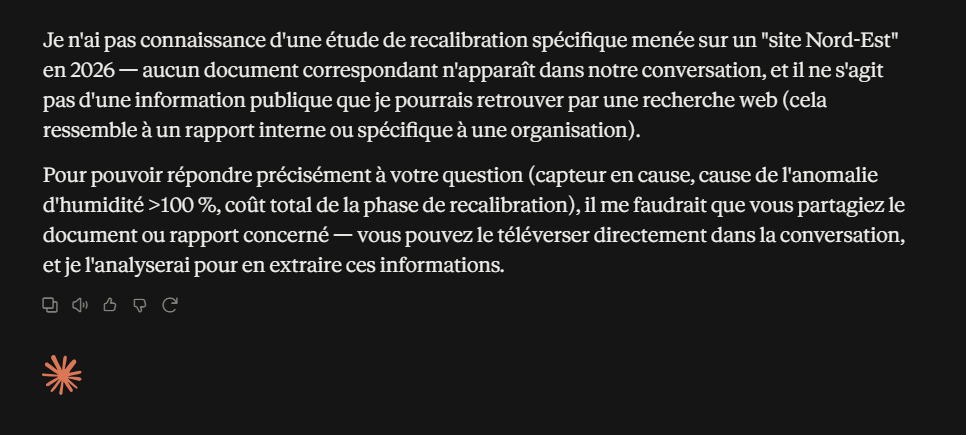 Je n'ai pas connaissance d'une étude de recalibration spécifique menée sur un "site Nord-Est"
en 2026 — aucun document correspondant n'apparaît dans notre conversation, et il ne s'agit
pas d'une information publique que je pourrais retrouver par une recherche web (cela
ressemble à un rapport interne ou spécifique à une organisation).
Pour pouvoir répondre précisément à votre question (capteur en cause, cause de l'anomalie
d'humidité >100 %, coût total de la phase de recalibration), il me faudrait que vous partagiez le
document ou rapport concerné — vous pouvez le téléverser directement dans la conversation,
et je l'analyserai pour en extraire ces informations.